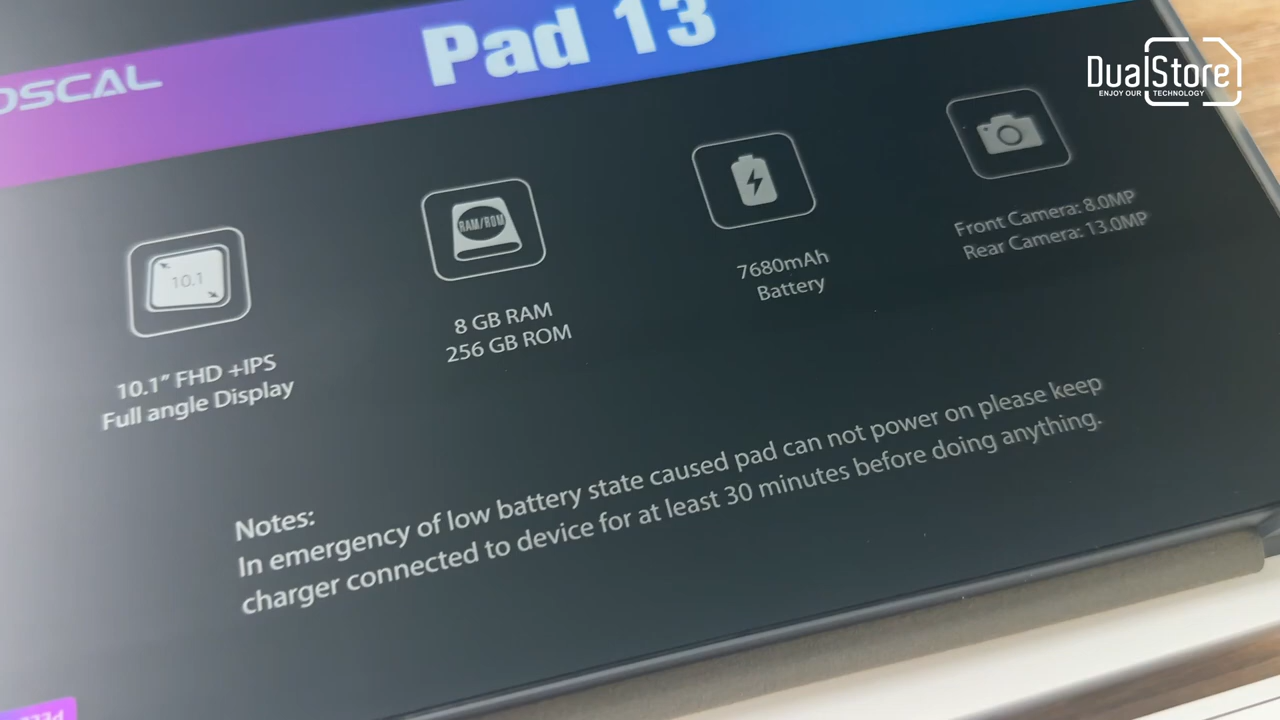 Pad 13
OSCAL
DualStore
ENJOY OUR TECHNOLOGY
10.1
10.1" FHD +IPS
Full angle Display
RAM/ROM
8 GB RAM
256 GB ROM
7680mAh
Battery
Front Camera: 8.0MP
Rear Camera: 13.0MP
Notes:
In emergency of low battery state caused pad can not power on please keep
charger connected to device for at least 30 minutes before doing anything.